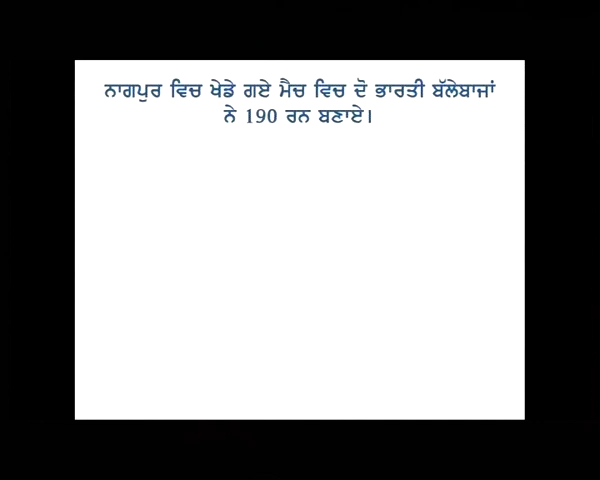 ਨਾਗਪੁਰ ਵਿਚ ਖੇਡੇ ਗਏ ਮੈਚ ਵਿਚ ਦੋ ਭਾਰਤੀ ਬੱਲੇਬਾਜਾਂ
ਨੇ 190 ਰਨ ਬਣਾਏ।